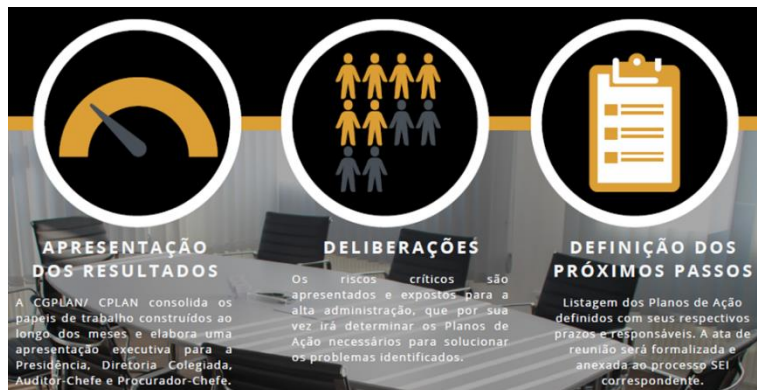 APRESENTAÇÃO
DOS RESULTADOS
A CGPLAN/ CPLAN consolida os
papeis de trabalho construídos ao
longo dos meses e elabora uma
apresentação executiva para a
Presidência, Diretoria Colegiada,
Auditor-Chefe e Procurador-Chefe.
DELIBERAÇÕES
Os riscos críticos são
apresentados e expostos para a
alta administração, que por sua
vez irá determinar os Planos de
Ação necessários para solucionar
os problemas identificados.
DEFINIÇÃO DOS
PRÓXIMOS PASSOS
Listagem dos Planos de Ação
definidos com seus respectivos
prazos e responsáveis. A ata de
reunião será formalizada e
anexada ao processo SEI
correspondente.